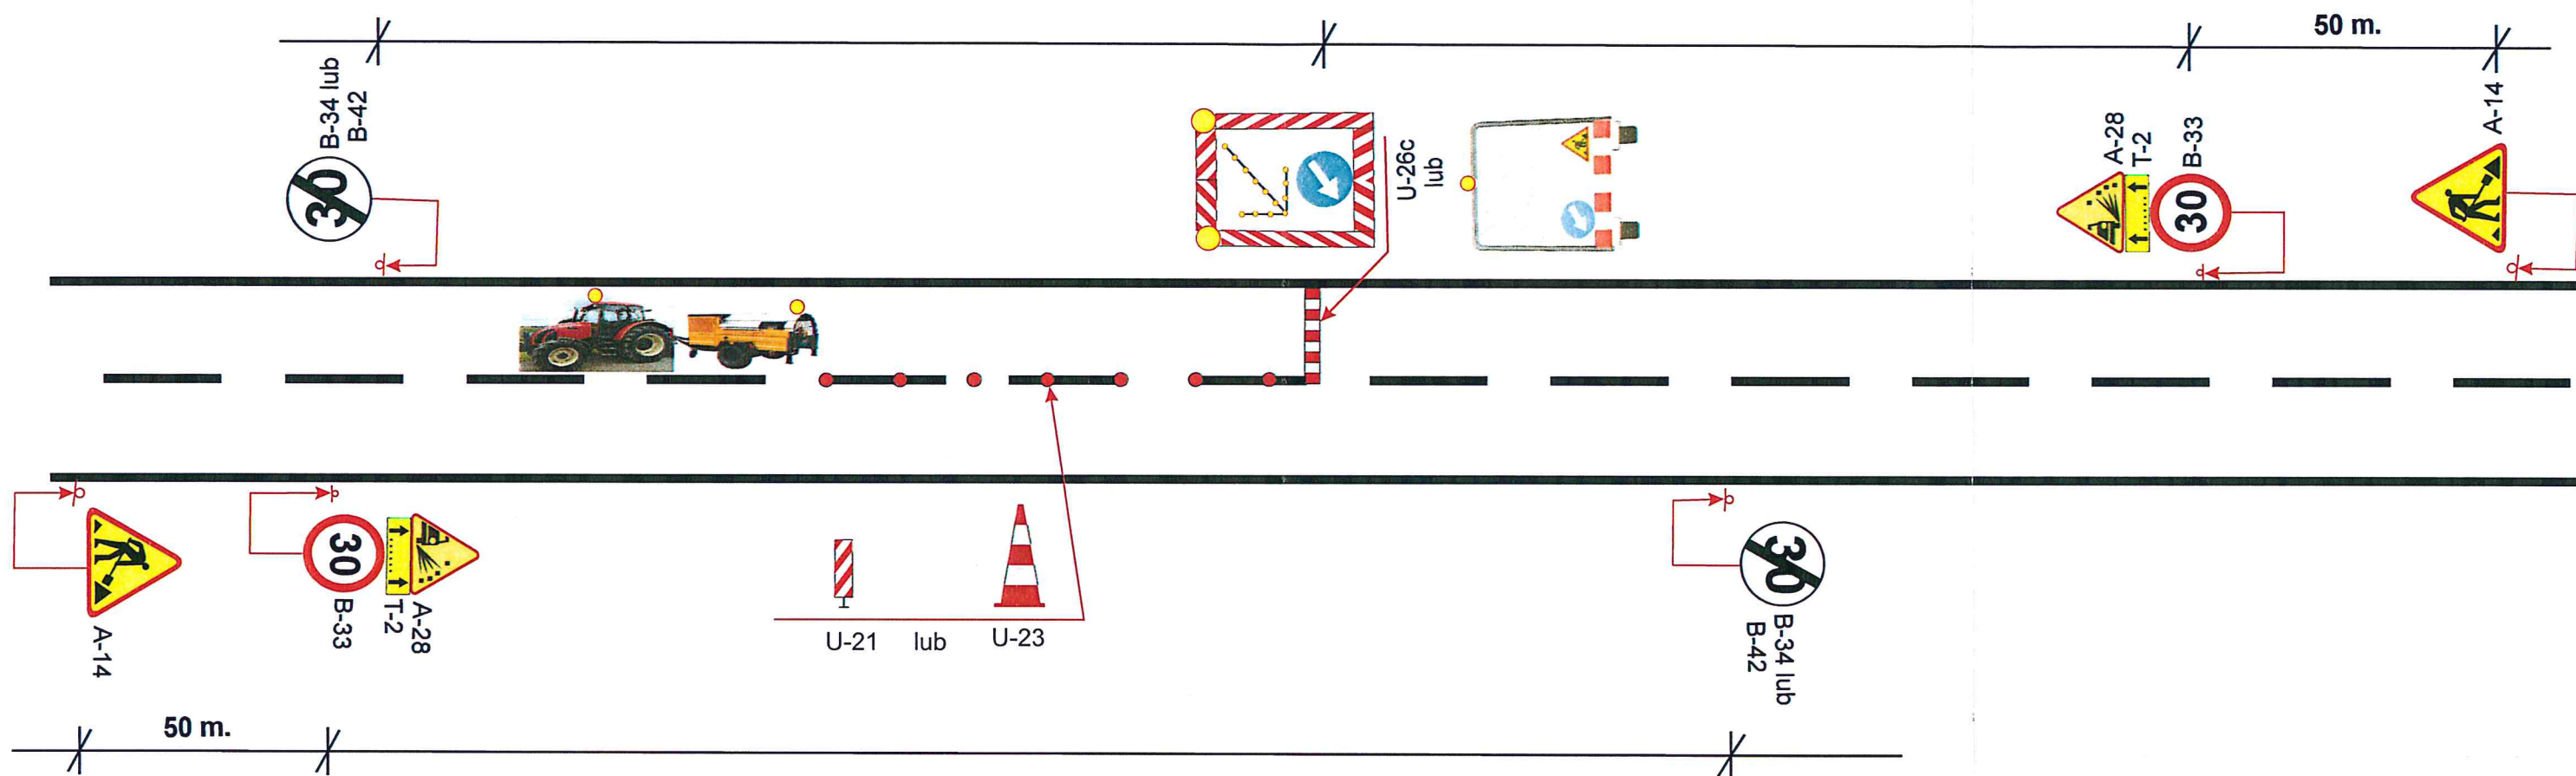 50 m.
B-34 lub
B-42
30
U-26c
lub
A-28
T-2
B-33
30
A-14
A-14
30
B-33
T-2
A-28
U-21 lub U-23
30
B-34 lub
B-42
50 m.